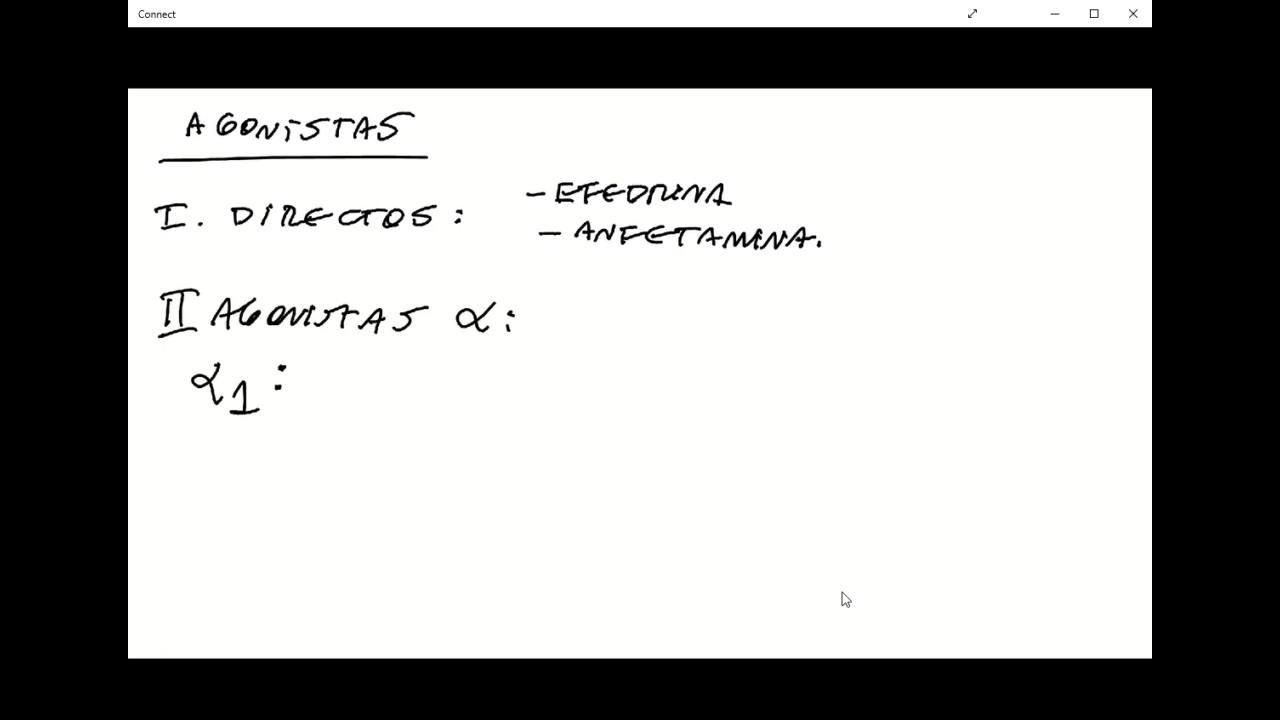 Connect
AGONISTAS
I. DIRECTOS:
- EFEDRINA
- ANFETAMINA.
II AGONISTAS α:
α1: